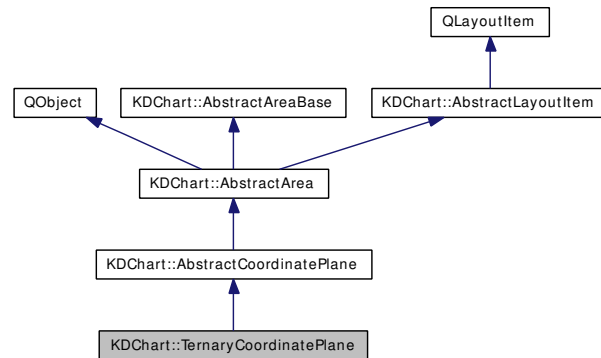 QLayoutItem
QObject
KDChart::AbstractAreaBase
KDChart::AbstractLayoutItem
KDChart::AbstractArea
KDChart::AbstractCoordinatePlane
KDChart::TernaryCoordinatePlane